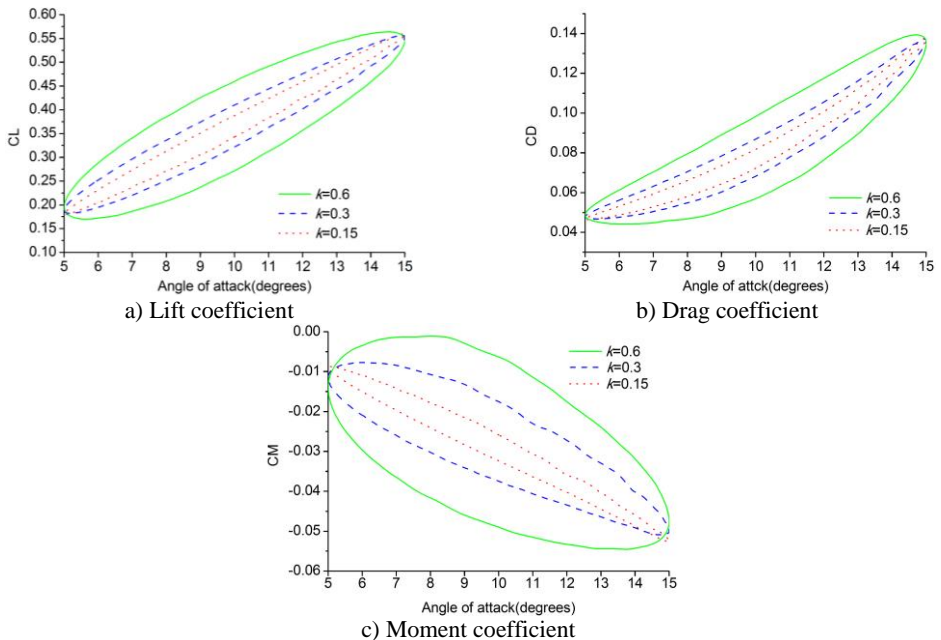 0.60
0.55
0.50
0.45
0.40
0.35
0.30
0.25
0.20
0.15
0.10
CL
k=0.6
k=0.3
k=0.15
5 6 7 8 9 10 11 12 13 14 15
Angle of attack(degrees)
a) Lift coefficient
0.14
0.12
0.10
0.08
0.06
0.04
CD
k=0.6
k=0.3
k=0.15
5 6 7 8 9 10 11 12 13 14 15
Angle of attck(degrees)
b) Drag coefficient
0.00
-0.01
-0.02
-0.03
-0.04
-0.05
-0.06
CM
k=0.6
k=0.3
k=0.15
5 6 7 8 9 10 11 12 13 14 15
Angle of attack(degrees)
c) Moment coefficient